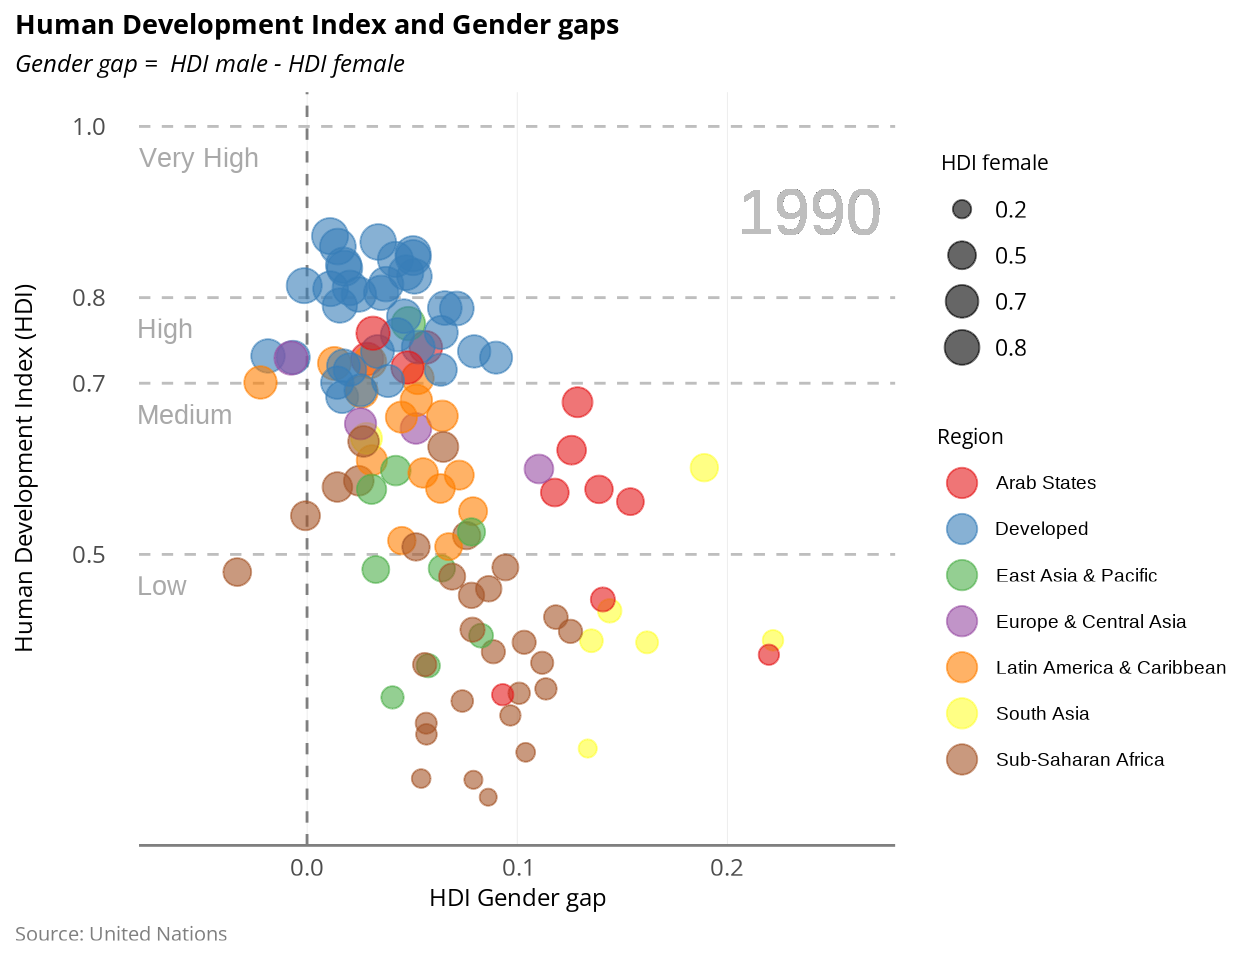 Human Development Index and Gender gaps
Gender gap = HDI male - HDI female
1.0
Very High
1990
0.8
High
0.7
Medium
0.5
Low
Human Development Index (HDI)
0.0 0.1 0.2
HDI Gender gap
HDI female
0.2
0.5
0.7
0.8
Region
Arab States
Developed
East Asia & Pacific
Europe & Central Asia
Latin America & Caribbean
South Asia
Sub-Saharan Africa
Source: United Nations